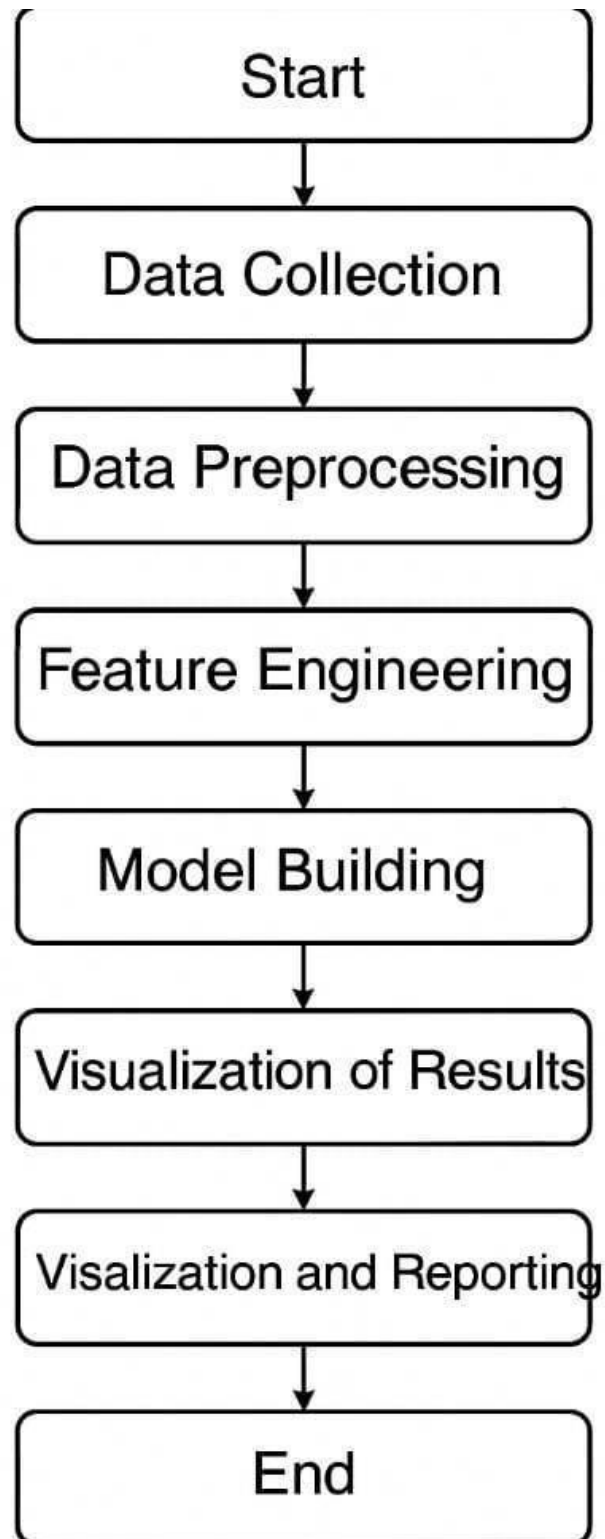 Start
Data Collection
Data Preprocessing
Feature Engineering
Model Building
Visualization of Results
Visalization and Reporting
End